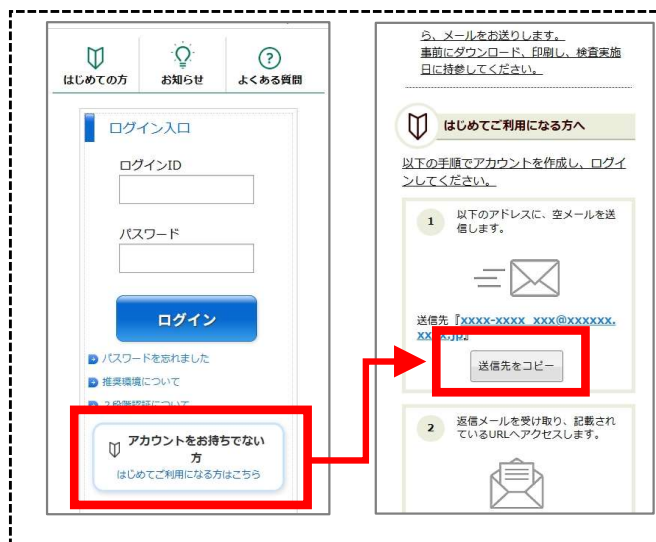 はじめての方
お知らせ
よくある質問
ログイン入口
ログインID
パスワード
ログイン
パスワードを忘れました
推奨環境について
2段階認証について
アカウントをお持ちでない
方
はじめてご利用になる方はこちら
ら、メールをお送りします。
事前にダウンロード、印刷し、検査実施
日に持参してください。
はじめてご利用になる方へ
以下の手順でアカウントを作成し、ログイ
ンしてください。
1
以下のアドレスに、空メールを送
信します。
送信先『xxxx-xxxx_xxx@xxxxxx.
xxxx.jp』
送信先をコピー
2
返信メールを受け取り、記載され
ているURLへアクセスします。